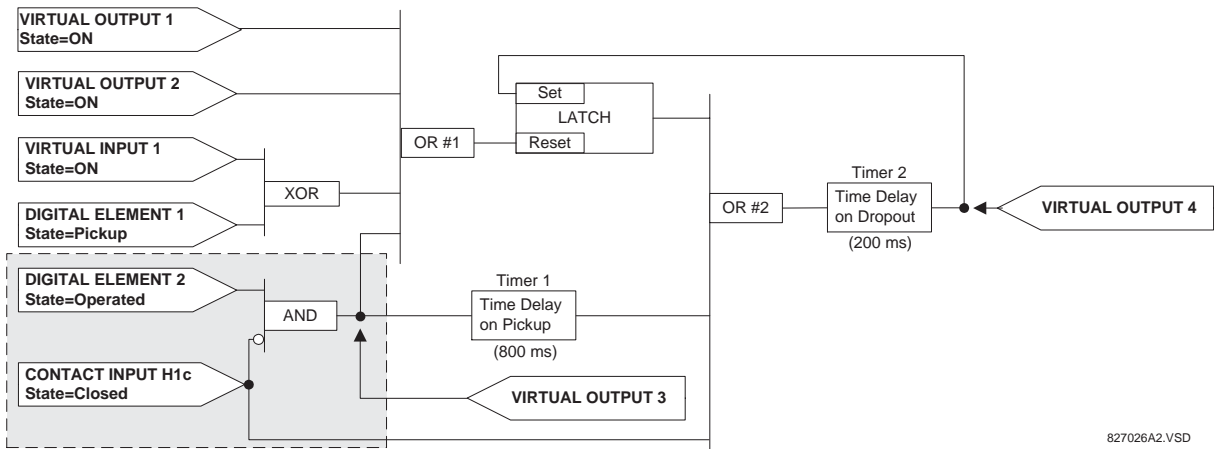 VIRTUAL OUTPUT 1
State=ON
VIRTUAL OUTPUT 2
State=ON
VIRTUAL INPUT 1
State=ON
DIGITAL ELEMENT 1
State=Pickup
DIGITAL ELEMENT 2
State=Operated
CONTACT INPUT H1c
State=Closed
XOR
AND
OR #1
Set
LATCH
Reset
Timer 1
Time Delay
on Pickup
(800 ms)
VIRTUAL OUTPUT 3
OR #2
Timer 2
Time Delay
on Dropout
(200 ms)
VIRTUAL OUTPUT 4
827026A2.VSD